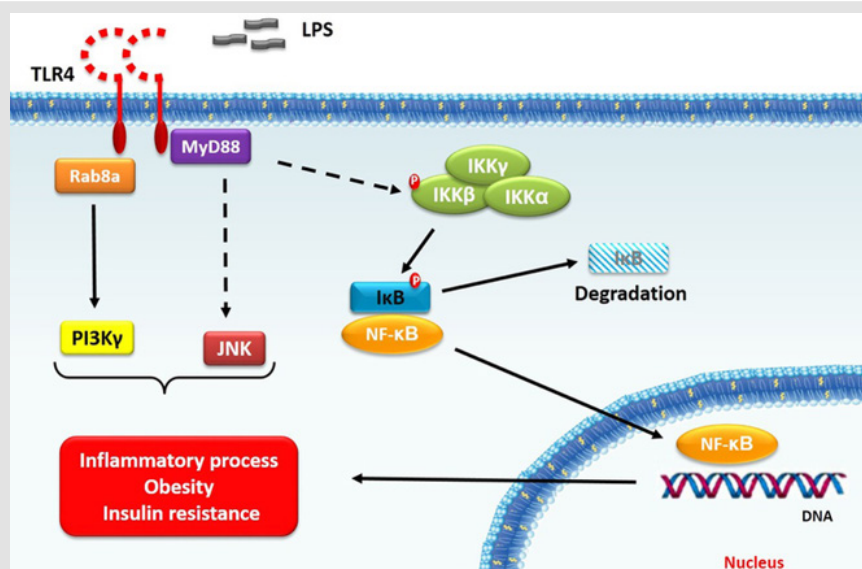 LPS
TLR4
MyD88
Rab8a
IKKγ
P
IKKβ
IKKα
P
IκB
IκB
Degradation
NF-κB
PI3Kγ
JNK
NF-κB
Inflammatory process
Obesity
Insulin resistance
DNA
Nucleus